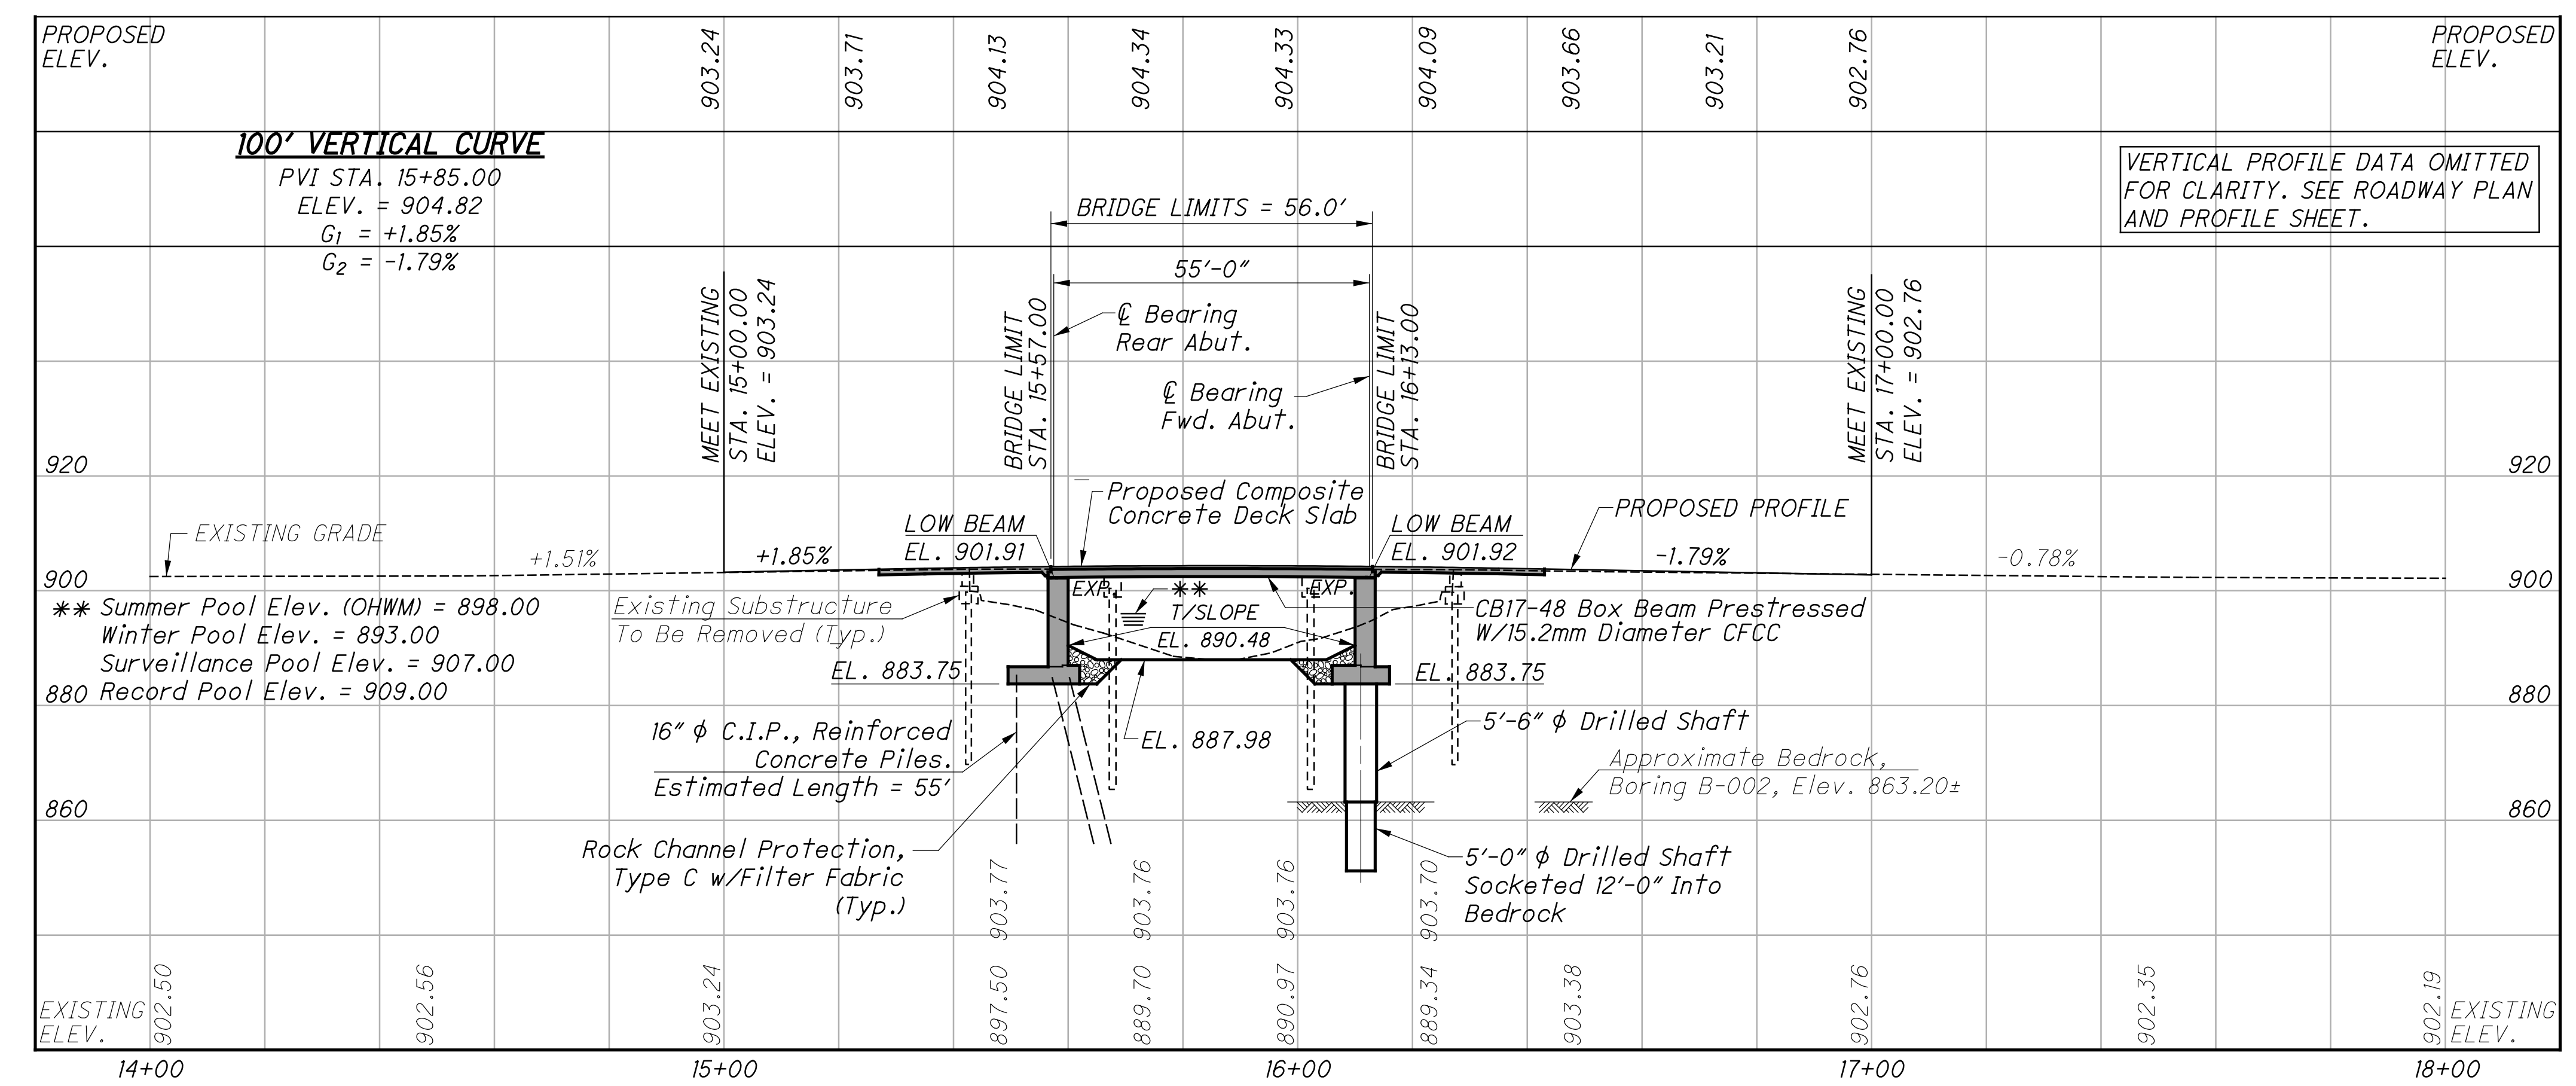 PROPOSED
ELEV.
903.24
903.71
904.13
904.34
904.33
904.09
903.66
903.21
902.76
PROPOSED
ELEV.
100' VERTICAL CURVE
PVI STA. 15+85.00
ELEV. = 904.82
G1 = +1.85%
G2 = -1.79%
VERTICAL PROFILE DATA OMITTED
FOR CLARITY. SEE ROADWAY PLAN
AND PROFILE SHEET.
BRIDGE LIMITS = 56.0'
55'-0"
MEET EXISTING
STA. 15+00.00
ELEV. = 903.24
BRIDGE LIMIT
STA. 15+57.00
℄ Bearing
Rear Abut.
℄ Bearing
Fwd. Abut.
BRIDGE LIMIT
STA. 16+13.00
MEET EXISTING
STA. 17+00.00
ELEV. = 902.76
920
920
Proposed Composite
Concrete Deck Slab
EXISTING GRADE
+1.51%
+1.85%
LOW BEAM
EL. 901.91
LOW BEAM
EL. 901.92
PROPOSED PROFILE
-1.79%
-0.78%
900
900
** Summer Pool Elev. (OHWM) = 898.00
Winter Pool Elev. = 893.00
Surveillance Pool Elev. = 907.00
Record Pool Elev. = 909.00
Existing Substructure
To Be Removed (Typ.)
EXP.
**
EXP.
T/SLOPE
EL. 890.48
CB17-48 Box Beam Prestressed
W/15.2mm Diameter CFCC
EL. 883.75
EL. 883.75
880
880
16" ϕ C.I.P., Reinforced
Concrete Piles.
Estimated Length = 55'
EL. 887.98
5'-6" ϕ Drilled Shaft
Approximate Bedrock,
Boring B-002, Elev. 863.20±
860
860
Rock Channel Protection,
Type C w/Filter Fabric
(Typ.)
5'-0" ϕ Drilled Shaft
Socketed 12'-0" Into
Bedrock
903.77
903.76
903.76
903.70
EXISTING
ELEV.
902.50
902.56
903.24
897.50
889.70
890.97
889.34
903.38
902.76
902.35
902.19
EXISTING
ELEV.
14+00
15+00
16+00
17+00
18+00